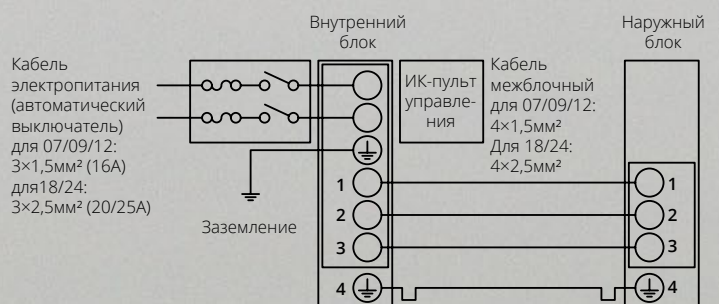 Внутренний
блок
Наружный
блок
Кабель
электропитания
(автоматический
выключатель)
для 07/09/12:
3×1,5мм² (16А)
для18/24:
3×2,5мм² (20/25А)
Заземление
ИК-пульт
управле-
ния
Кабель
межблочный
для 07/09/12:
4×1,5мм²
Для 18/24:
4×2,5мм²
1
2
3
4
1
2
3
4